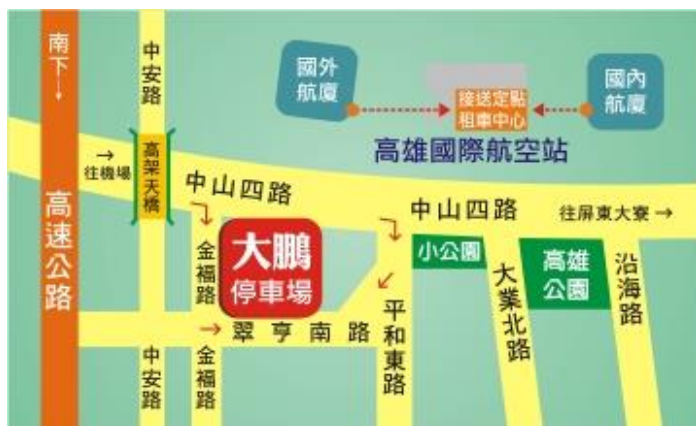 南下→
中安路
國外
航廈
接送定點
租車中心
國內
航廈
高雄國際航空站
→
往機場
高架天橋
中山四路
中山四路
往屏東大寮→
高速公路
金福路
大鵬
停車場
小公園
大業北路
高雄
公園
沿海路
→
翠亨南路
平和東路
中安路
金福路